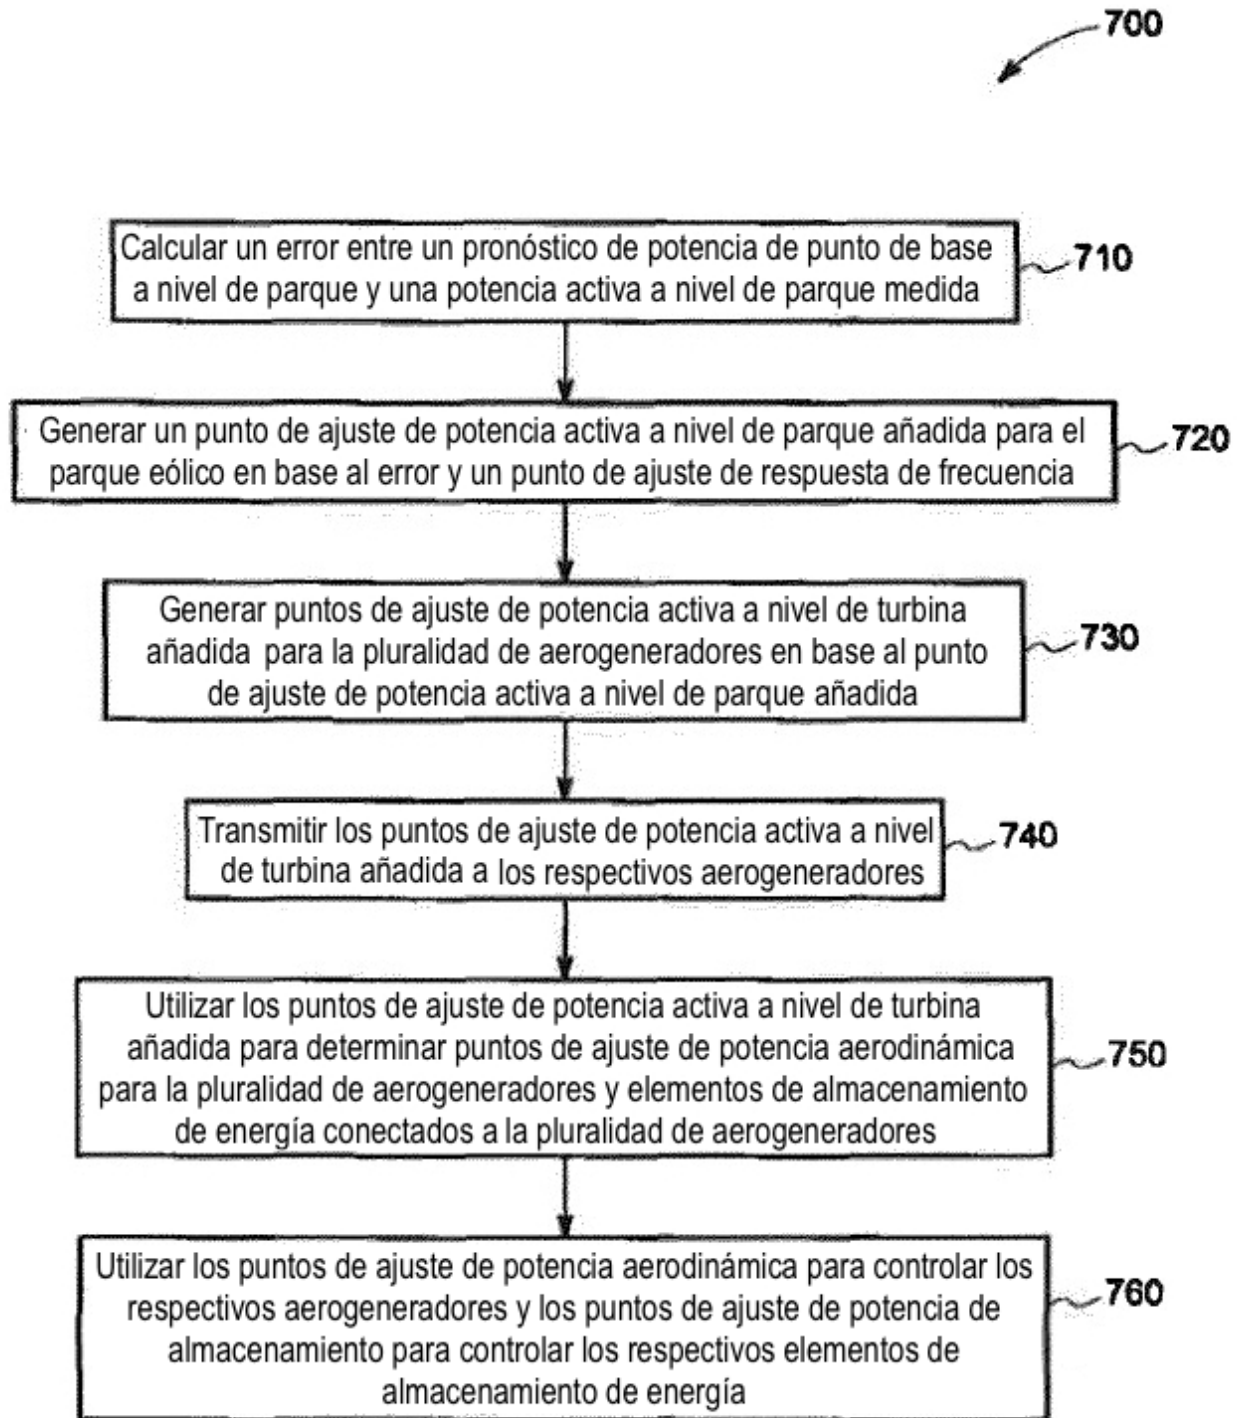 700
Calcular un error entre un pronóstico de potencia de punto de base
a nivel de parque y una potencia activa a nivel de parque medida
710
Generar un punto de ajuste de potencia activa a nivel de parque añadida para el
parque eólico en base al error y un punto de ajuste de respuesta de frecuencia
720
Generar puntos de ajuste de potencia activa a nivel de turbina
añadida para la pluralidad de aerogeneradores en base al punto
de ajuste de potencia activa a nivel de parque añadida
730
Transmitir los puntos de ajuste de potencia activa a nivel
de turbina añadida a los respectivos aerogeneradores
740
Utilizar los puntos de ajuste de potencia activa a nivel de turbina
añadida para determinar puntos de ajuste de potencia aerodinámica
para la pluralidad de aerogeneradores y elementos de almacenamiento
de energía conectados a la pluralidad de aerogeneradores
750
Utilizar los puntos de ajuste de potencia aerodinámica para controlar los
respectivos aerogeneradores y los puntos de ajuste de potencia de
almacenamiento para controlar los respectivos elementos de
almacenamiento de energía
760